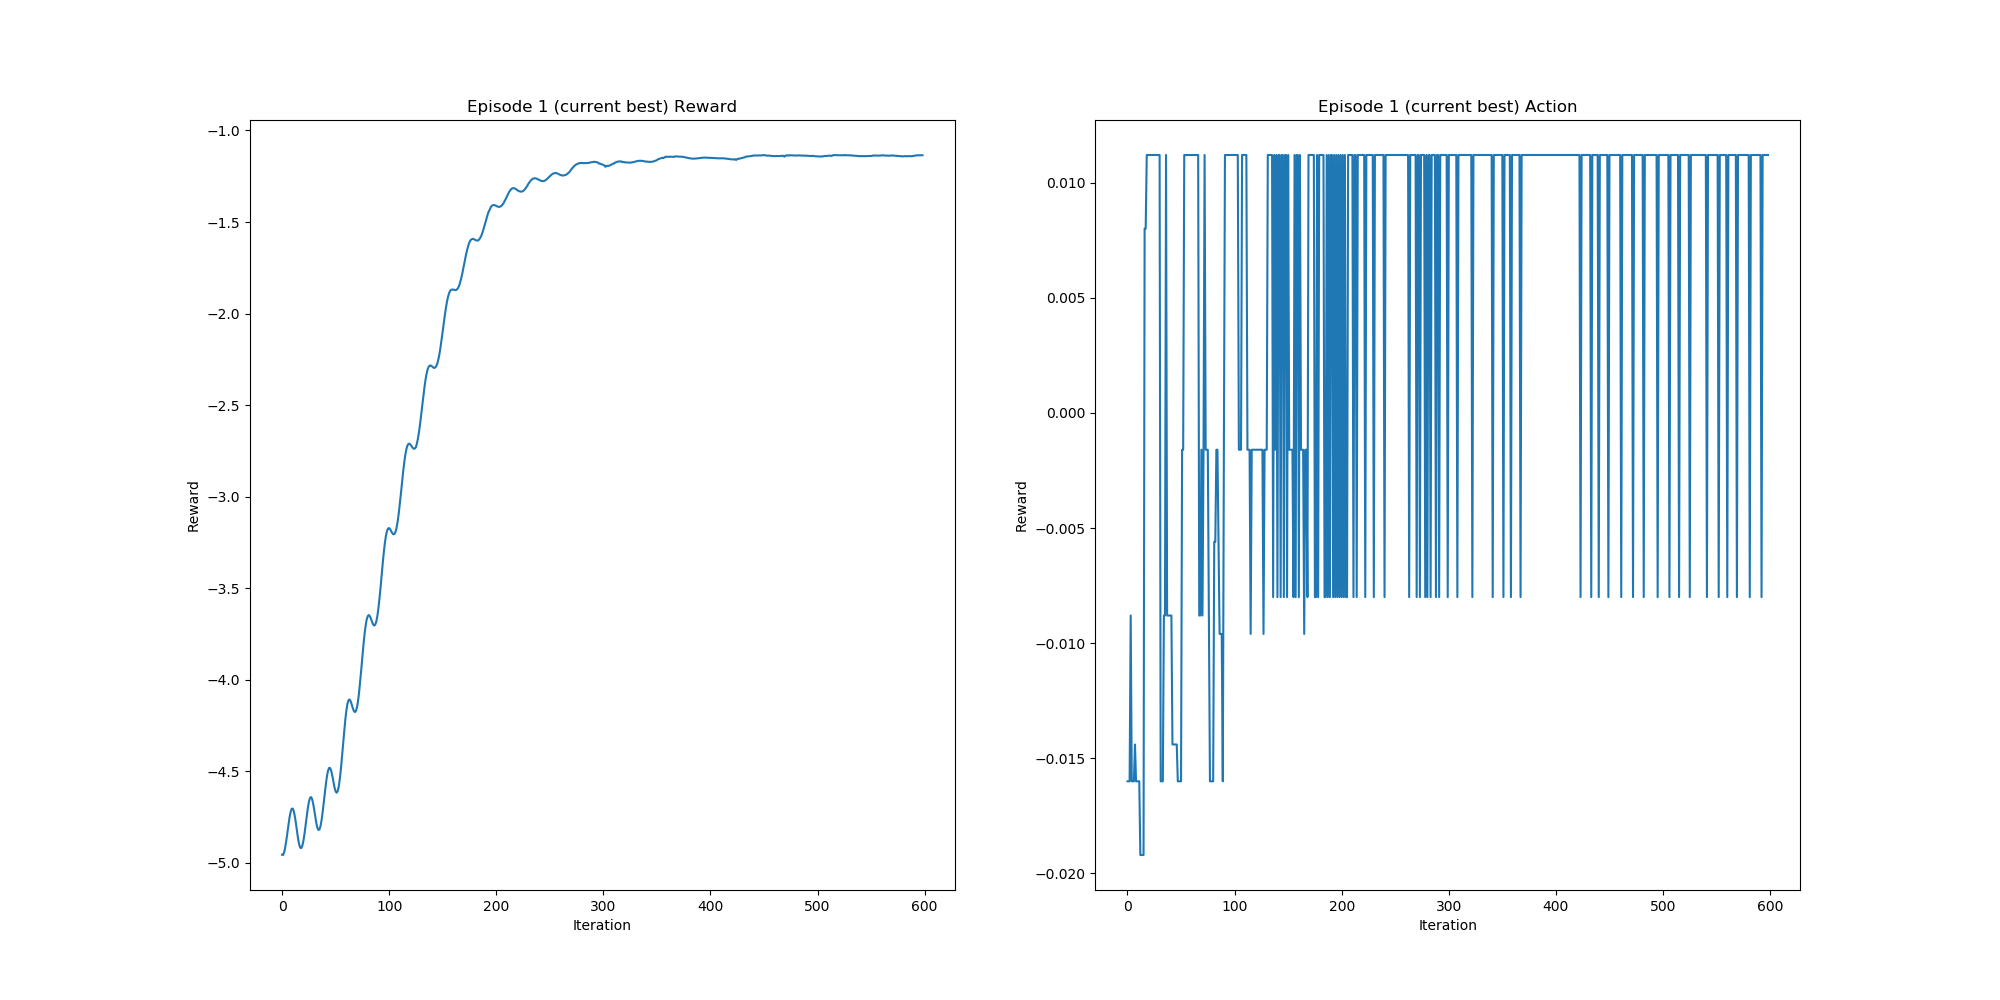 Episode 1 (current best) Reward
−1.0
−1.5
−2.0
−2.5
−3.0
−3.5
−4.0
−4.5
−5.0
Reward
0 100 200 300 400 500 600
Iteration
Episode 1 (current best) Action
0.010
0.005
0.000
−0.005
−0.010
−0.015
−0.020
Reward
0 100 200 300 400 500 600
Iteration